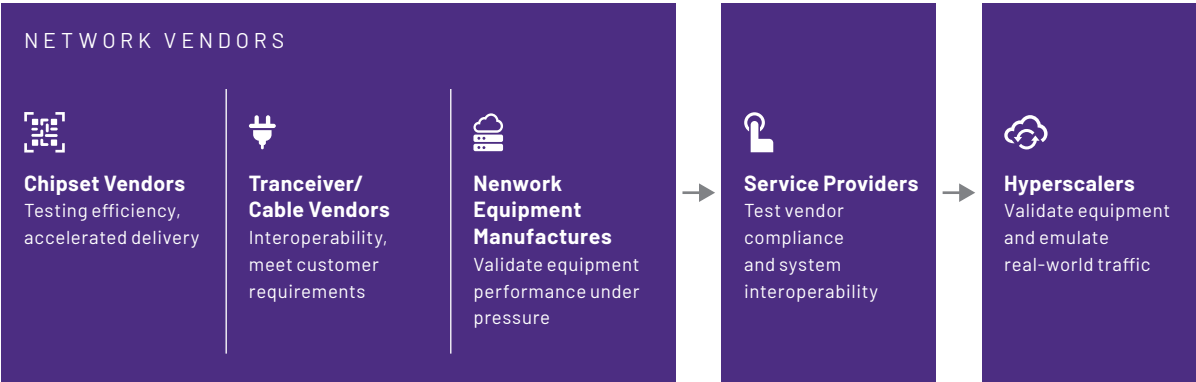 NETWORK VENDORS
Chipset Vendors
Testing efficiency,
accelerated delivery
Tranceiver/
Cable Vendors
Interoperability,
meet customer
requirements
Nenwork
Equipment
Manufactures
Validate equipment
performance under
pressure
Service Providers
Test vendor
compliance
and system
interoperability
Hyperscalers
Validate equipment
and emulate
real-world traffic